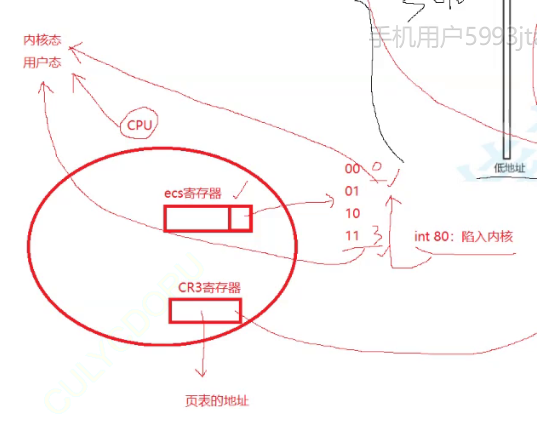 手机用户5993jt
内核态
用户态
CPU
ecs寄存器
00 0
01
10
11 3
int 80：陷入内核
低地址
CR3寄存器
页表的地址